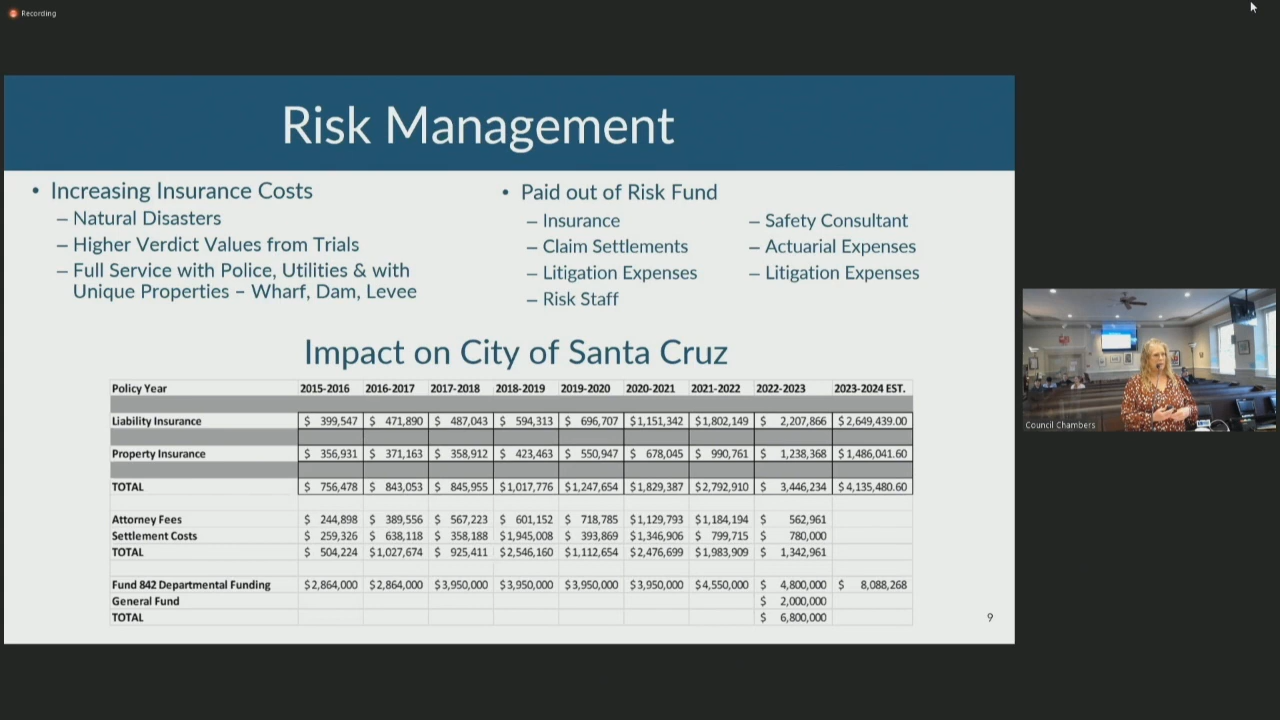 Recording
Risk Management
• Increasing Insurance Costs
– Natural Disasters
– Higher Verdict Values from Trials
– Full Service with Police, Utilities & with
Unique Properties – Wharf, Dam, Levee
• Paid out of Risk Fund
– Insurance
– Claim Settlements
– Litigation Expenses
– Risk Staff
– Safety Consultant
– Actuarial Expenses
– Litigation Expenses
Impact on City of Santa Cruz
Policy Year 2015-2016 2016-2017 2017-2018 2018-2019 2019-2020 2020-2021 2021-2022 2022-2023 2023-2024 EST.
Liability Insurance $ 399,547 $ 471,890 $ 487,043 $ 594,313 $ 696,707 $1,151,342 $1,802,149 $ 2,207,866 $2,649,439.00
Property Insurance $ 356,931 $ 371,163 $ 358,912 $ 423,463 $ 550,947 $ 678,045 $ 990,761 $ 1,238,368 $1,486,041.60
TOTAL $ 756,478 $ 843,053 $ 845,955 $1,017,776 $1,247,654 $1,829,387 $2,792,910 $ 3,446,234 $4,135,480.60
Attorney Fees $ 244,898 $ 389,556 $ 567,223 $ 601,152 $ 718,785 $1,129,793 $1,184,194 $ 562,961
Settlement Costs $ 259,326 $ 638,118 $ 358,188 $1,945,008 $ 393,869 $1,346,906 $ 799,715 $ 780,000
TOTAL $ 504,224 $1,027,674 $ 925,411 $2,546,160 $1,112,654 $2,476,699 $1,983,909 $ 1,342,961
Fund 842 Departmental Funding $2,864,000 $2,864,000 $3,950,000 $3,950,000 $3,950,000 $3,950,000 $4,550,000 $ 4,800,000 $ 8,088,268
General Fund $ 2,000,000
TOTAL $ 6,800,000
9
Council Chambers